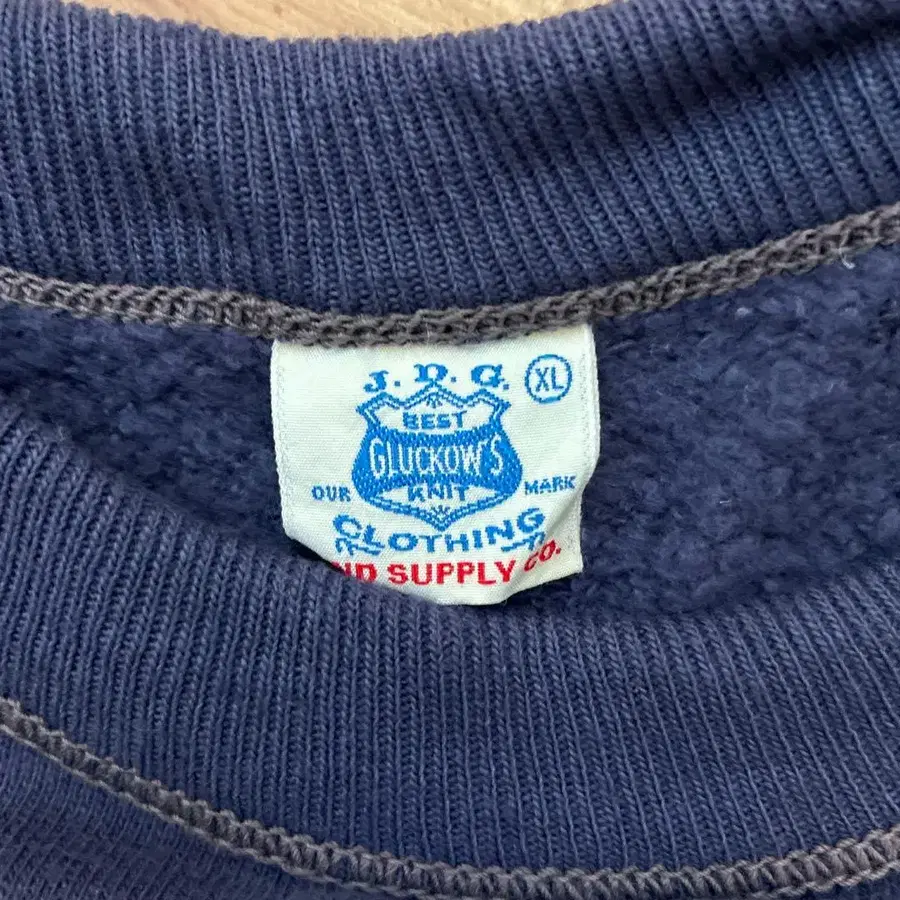 J. D. G. XL
BEST
GLUCKOW'S
OUR KNIT MARK
CLOTHING
SUPPLY CO.